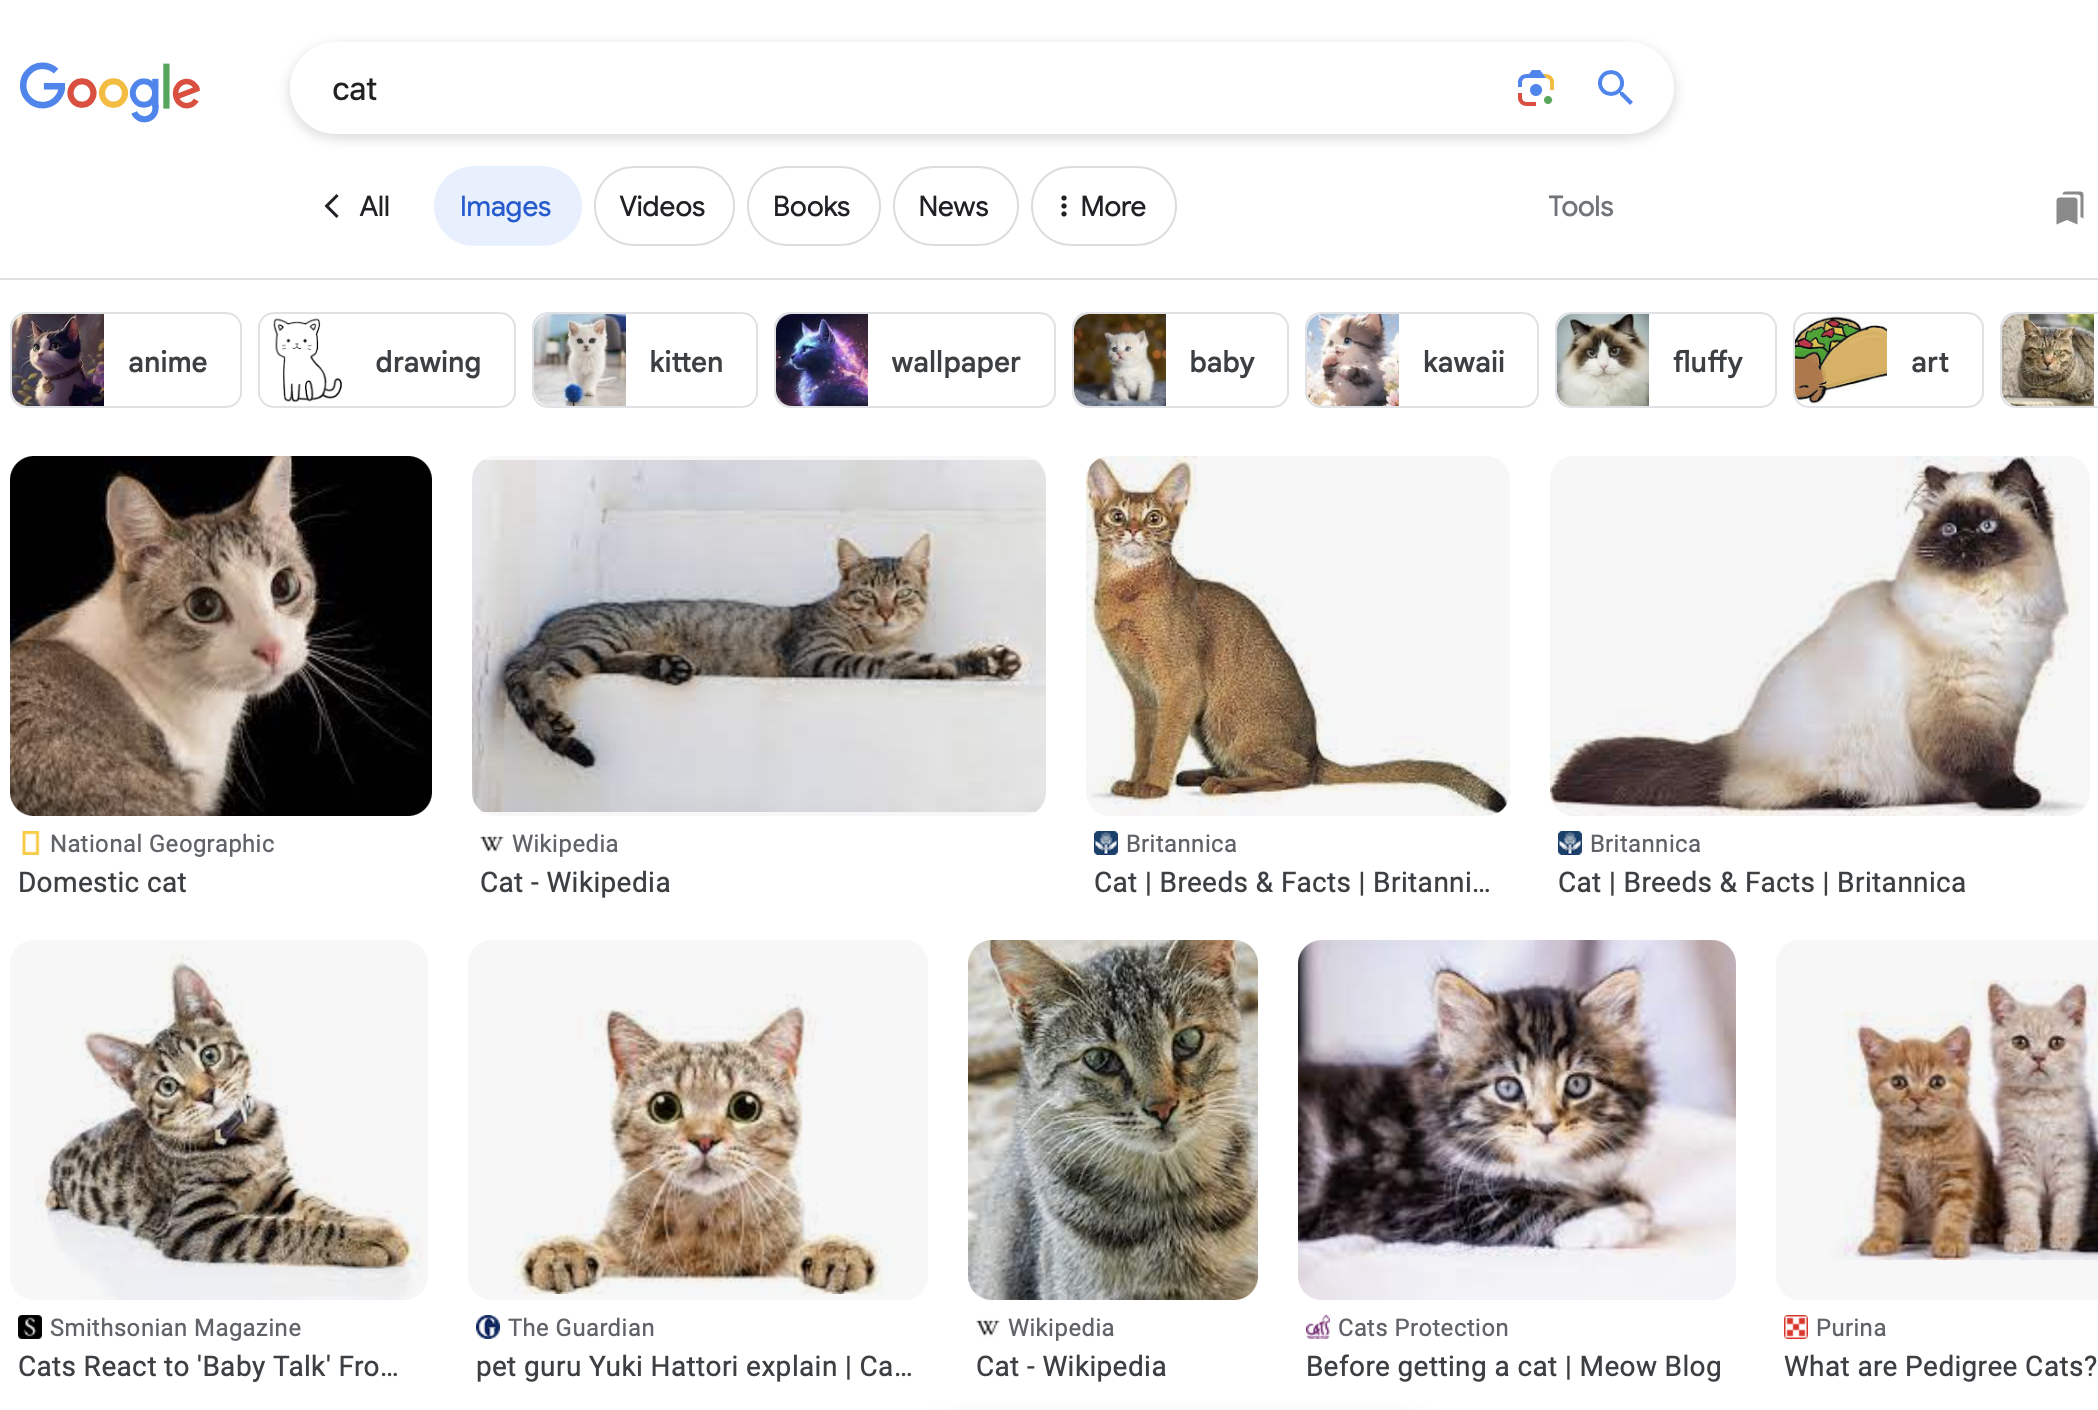 Google
cat
All Images Videos Books News More Tools
anime drawing kitten wallpaper baby kawaii fluffy art
National Geographic
Domestic cat
Wikipedia
Cat - Wikipedia
Britannica
Cat | Breeds & Facts | Britanni...
Britannica
Cat | Breeds & Facts | Britannica
Smithsonian Magazine
Cats React to 'Baby Talk' Fro...
The Guardian
pet guru Yuki Hattori explain | Ca...
Wikipedia
Cat - Wikipedia
Cats Protection
Before getting a cat | Meow Blog
Purina
What are Pedigree Cats?